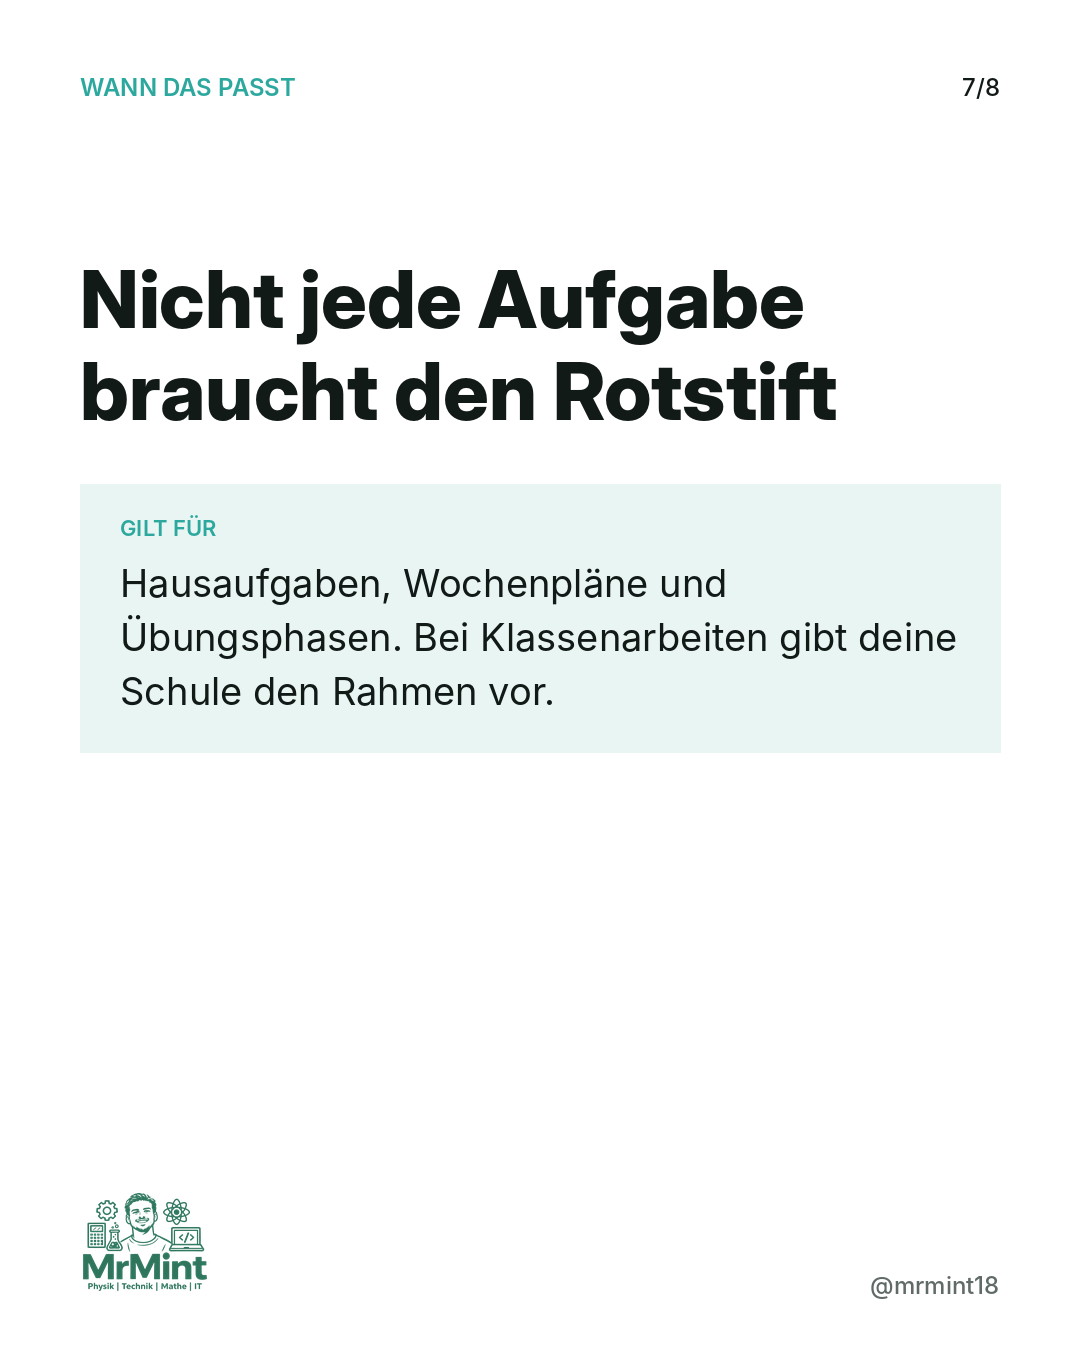 WANN DAS PASST
7/8
Nicht jede Aufgabe
braucht den Rotstift
GILT FÜR
Hausaufgaben, Wochenpläne und
Übungsphasen. Bei Klassenarbeiten gibt deine
Schule den Rahmen vor.
MrMint
Physik | Technik | Mathe | IT
@mrmint18